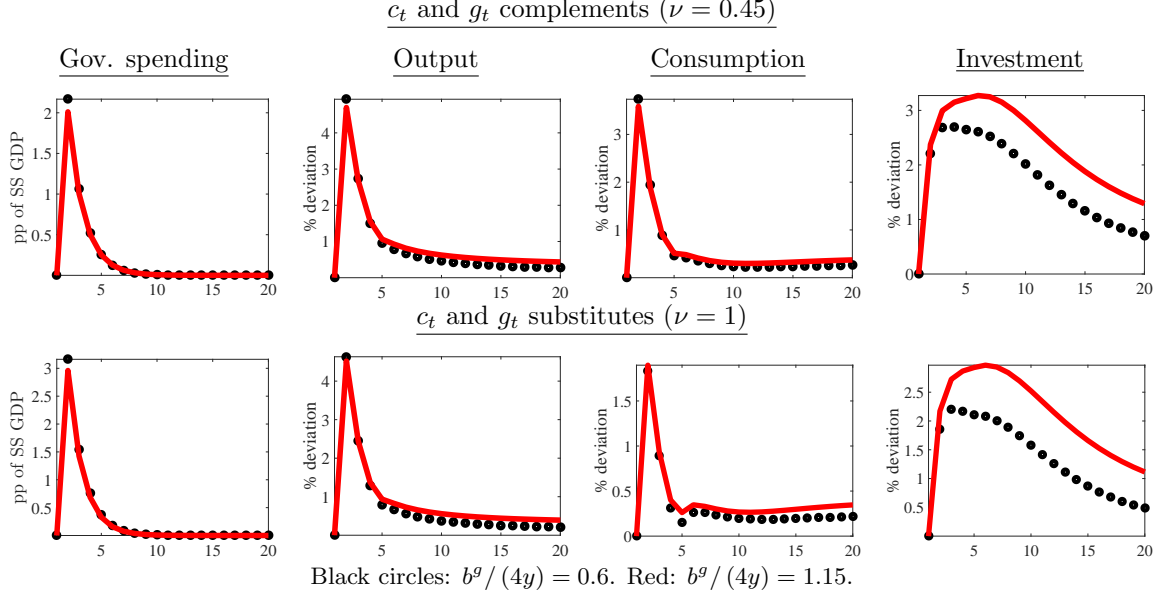 c_t and g_t complements (ν = 0.45)
Gov. spending
Output
Consumption
Investment
pp of SS GDP
2
1.5
1
0.5
5 10 15 20
% deviation
4
3
2
1
5 10 15 20
% deviation
3
2
1
5 10 15 20
% deviation
3
2
1
0
5 10 15 20
c_t and g_t substitutes (ν = 1)
pp of SS GDP
3
2.5
2
1.5
1
0.5
5 10 15 20
% deviation
4
3
2
1
5 10 15 20
% deviation
1.5
1
0.5
0
5 10 15 20
% deviation
2.5
2
1.5
1
0.5
0
5 10 15 20
Black circles: b^g/(4y) = 0.6. Red: b^g/(4y) = 1.15.